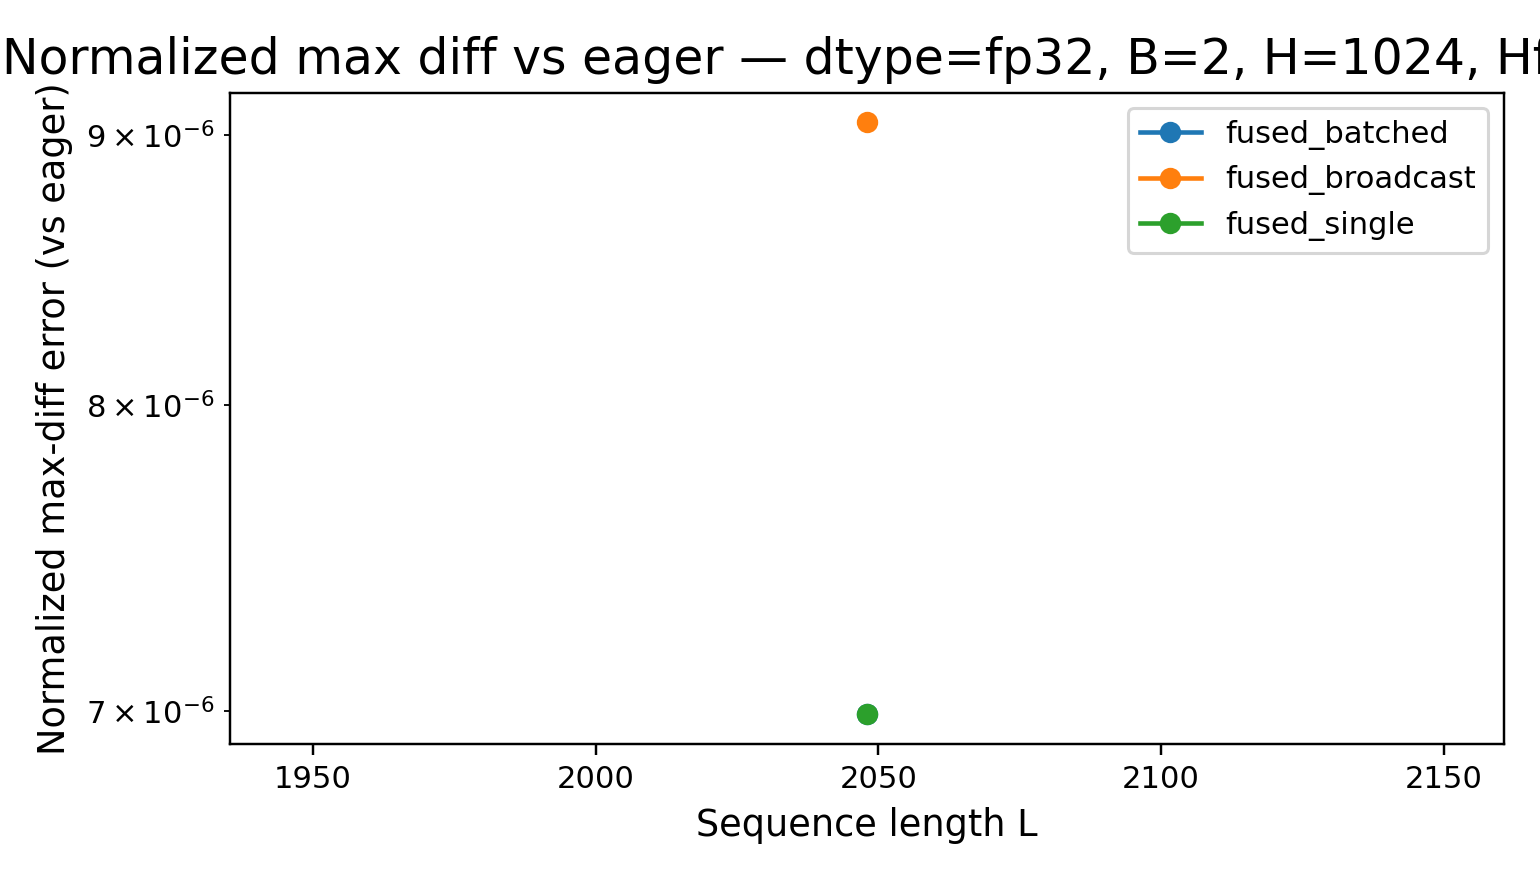 Normalized max diff vs eager — dtype=fp32, B=2, H=1024,
Normalized max-diff error (vs eager)
9 × 10⁻⁶
8 × 10⁻⁶
7 × 10⁻⁶
fused_batched
fused_broadcast
fused_single
1950 2000 2050 2100 2150
Sequence length L